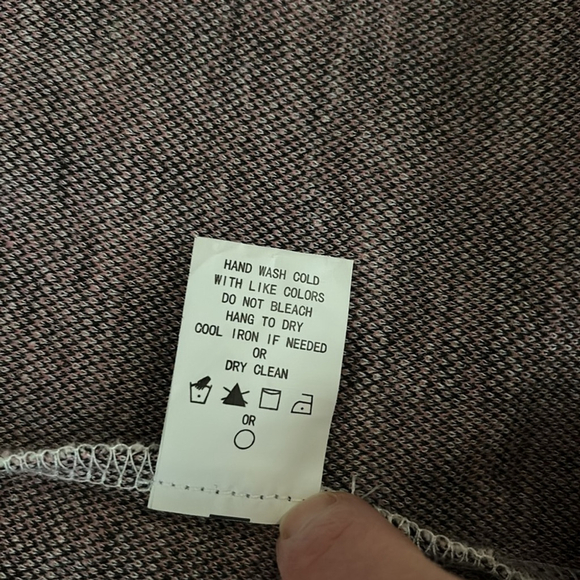 HAND WASH COLD
WITH LIKE COLORS
DO NOT BLEACH
HANG TO DRY
COOL IRON IF NEEDED
OR
DRY CLEAN
OR